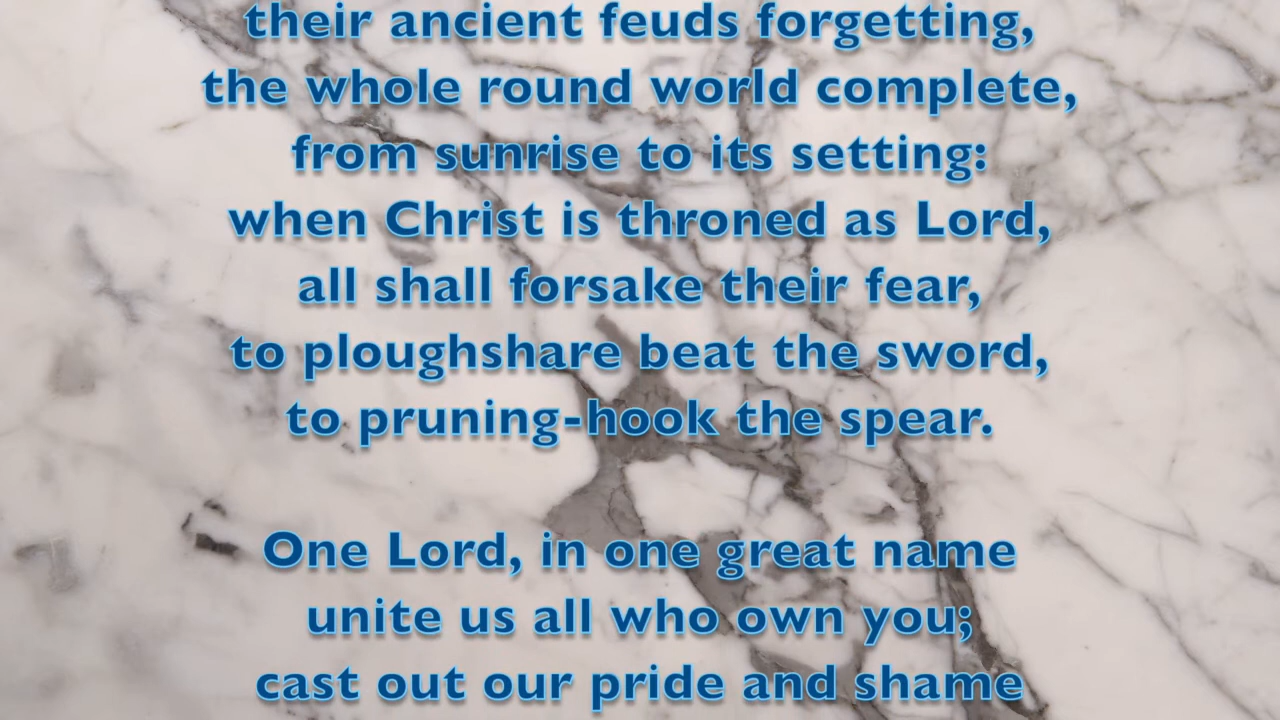 their ancient feuds forgetting,
the whole round world complete,
from sunrise to its setting:
when Christ is throned as Lord,
all shall forsake their fear,
to ploughshare beat the sword,
to pruning-hook the spear.
One Lord, in one great name
unite us all who own you;
cast out our pride and shame